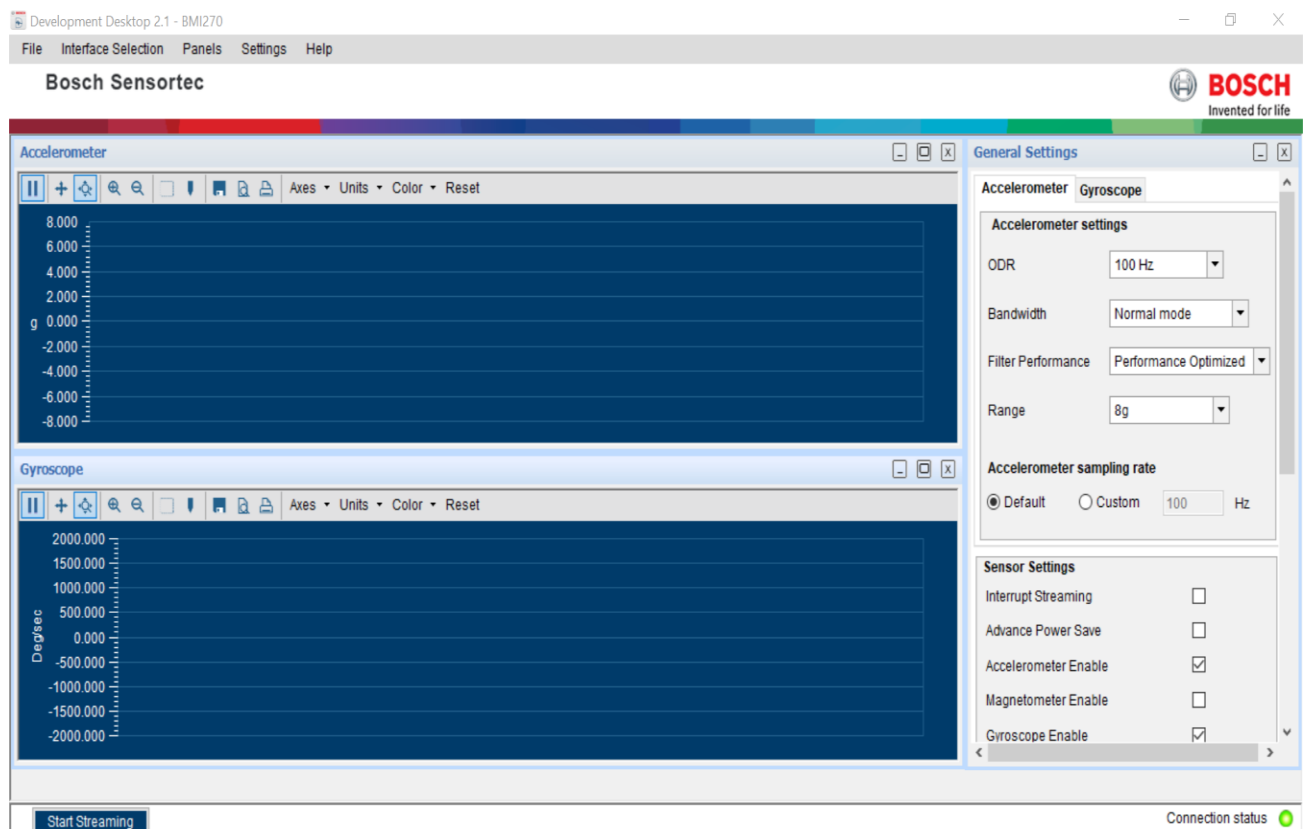 Development Desktop 2.1 - BMI270
File Interface Selection Panels Settings Help
Bosch Sensortec
BOSCH
Invented for life
Accelerometer
Axes Units Color Reset
8.000
6.000
4.000
2.000
g 0.000
-2.000
-4.000
-6.000
-8.000
Gyroscope
Axes Units Color Reset
2000.000
1500.000
1000.000
500.000
0.000
-500.000
-1000.000
-1500.000
-2000.000
Deg/sec
General Settings
Accelerometer Gyroscope
Accelerometer settings
ODR 100 Hz
Bandwidth Normal mode
Filter Performance Performance Optimized
Range 8g
Accelerometer sampling rate
Default Custom 100 Hz
Sensor Settings
Interrupt Streaming
Advance Power Save
Accelerometer Enable
Magnetometer Enable
Gyroscope Enable
Start Streaming
Connection status